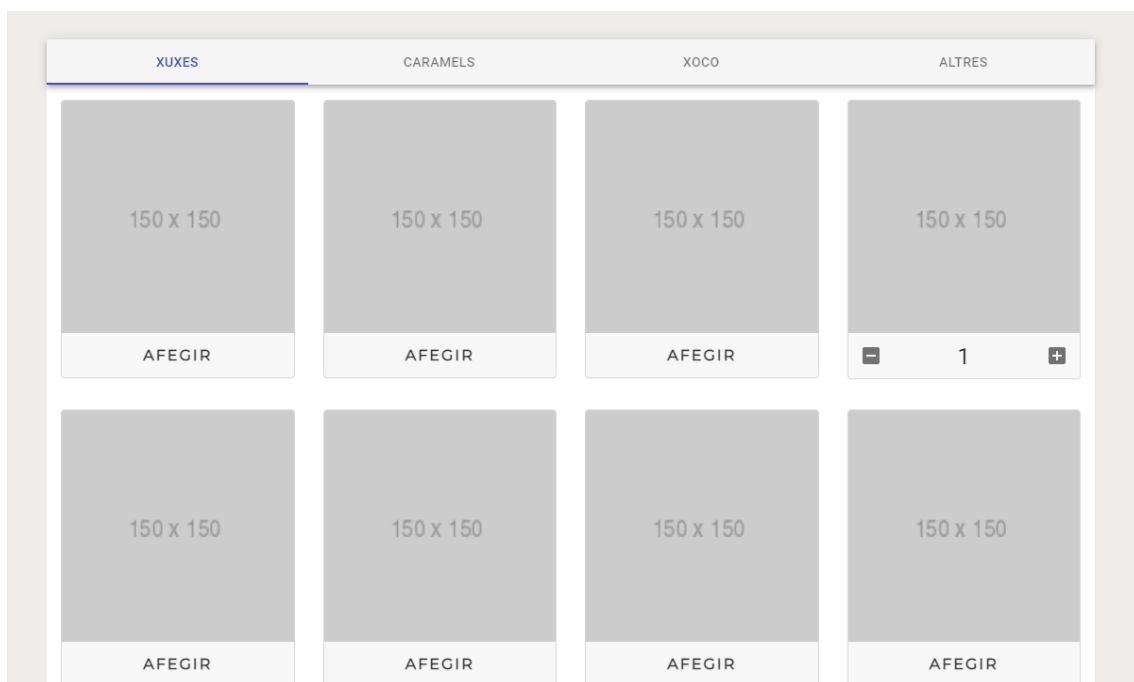 XUXES CARAMELS XOCO ALTRES
150 x 150 150 x 150 150 x 150 150 x 150
AFEGIR AFEGIR AFEGIR 1
150 x 150 150 x 150 150 x 150 150 x 150
AFEGIR AFEGIR AFEGIR AFEGIR